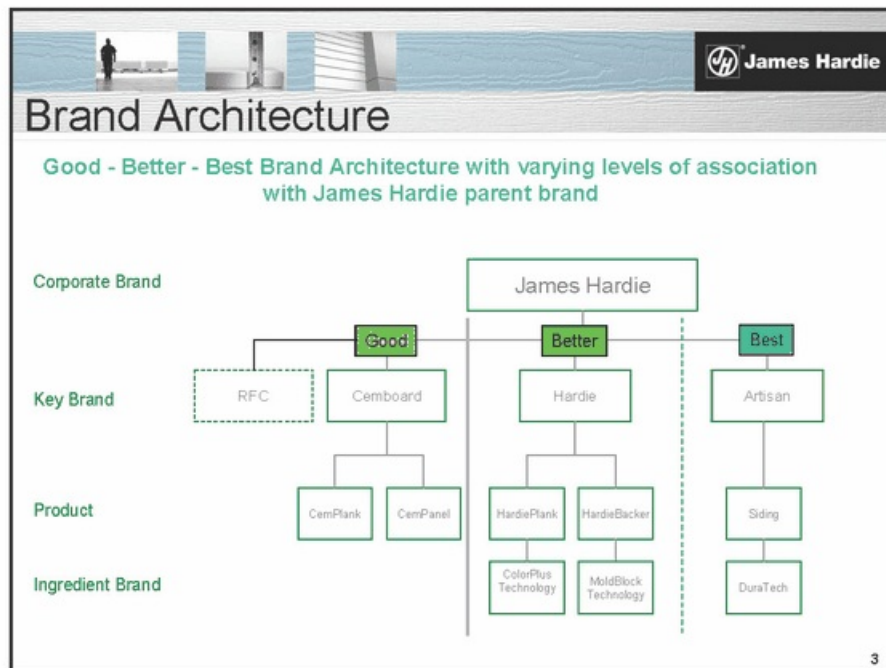 James Hardie
Brand Architecture
Good - Better - Best Brand Architecture with varying levels of association
with James Hardie parent brand
Corporate Brand
James Hardie
Good
Better
Best
Key Brand
RFC
Cemboard
Hardie
Artisan
Product
CemPlank
CemPanel
HardiePlank
HardieBacker
Siding
Ingredient Brand
ColorPlus
Technology
MoldBlock
Technology
DuraTech
3